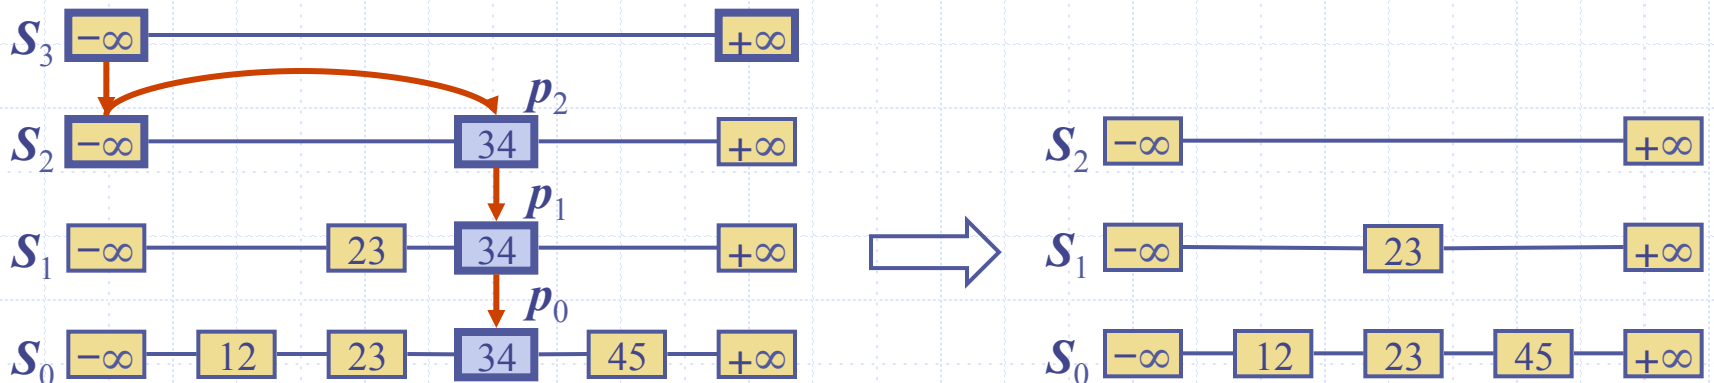 S₃ −∞ +∞
p₂
S₂ −∞ 34 +∞
p₁
S₁ −∞ 23 34 +∞
p₀
S₀ −∞ 12 23 34 45 +∞
S₂ −∞ +∞
S₁ −∞ 23 +∞
S₀ −∞ 12 23 45 +∞